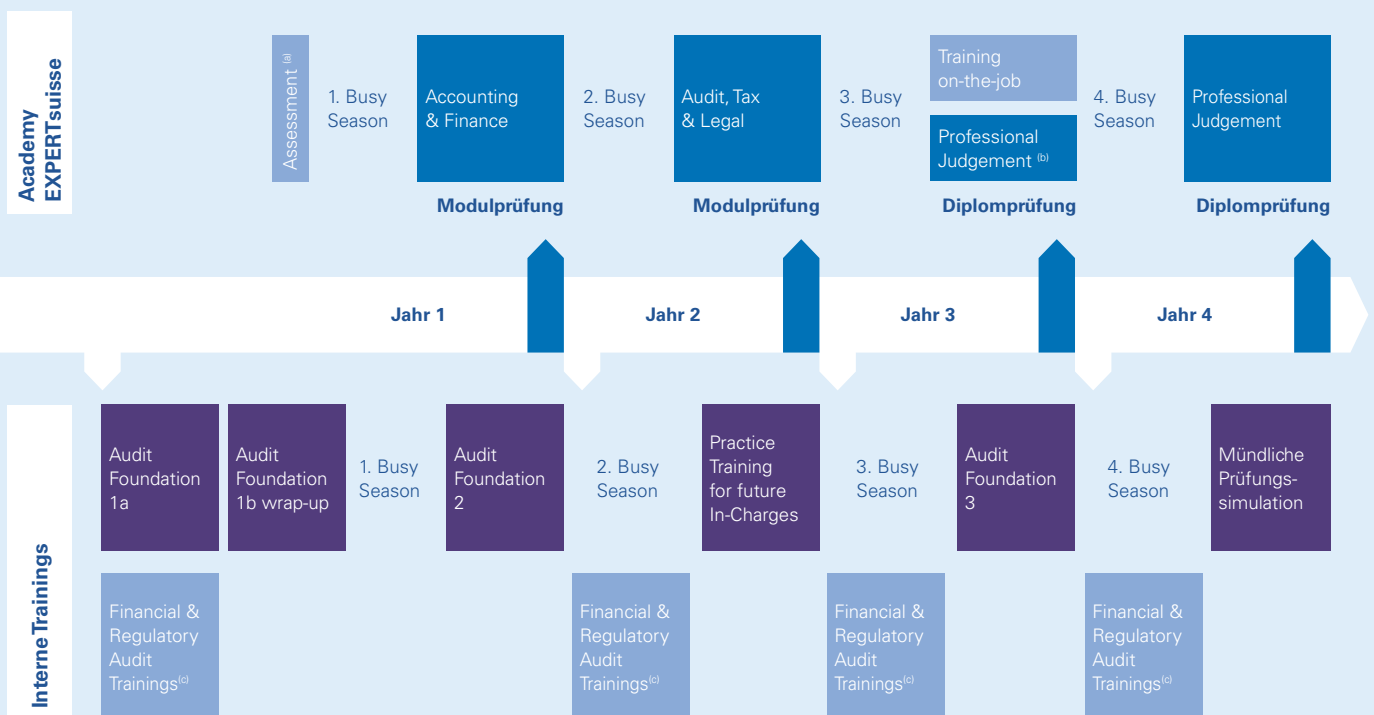 Academy
EXPERTsuisse
Assessment (a)
1. Busy
Season
Accounting
& Finance
2. Busy
Season
Audit, Tax
& Legal
3. Busy
Season
Training
on-the-job
Professional
Judgement (b)
4. Busy
Season
Professional
Judgement
Modulprüfung
Modulprüfung
Diplomprüfung
Diplomprüfung
Jahr 1
Jahr 2
Jahr 3
Jahr 4
Interne Trainings
Audit
Foundation
1a
Audit
Foundation
1b wrap-up
1. Busy
Season
Audit
Foundation
2
2. Busy
Season
Practice
Training
for future
In-Charges
3. Busy
Season
Audit
Foundation
3
4. Busy
Season
Mündliche
Prüfungs-
simulation
Financial &
Regulatory
Audit
Trainings(c)
Financial &
Regulatory
Audit
Trainings(c)
Financial &
Regulatory
Audit
Trainings(c)
Financial &
Regulatory
Audit
Trainings(c)